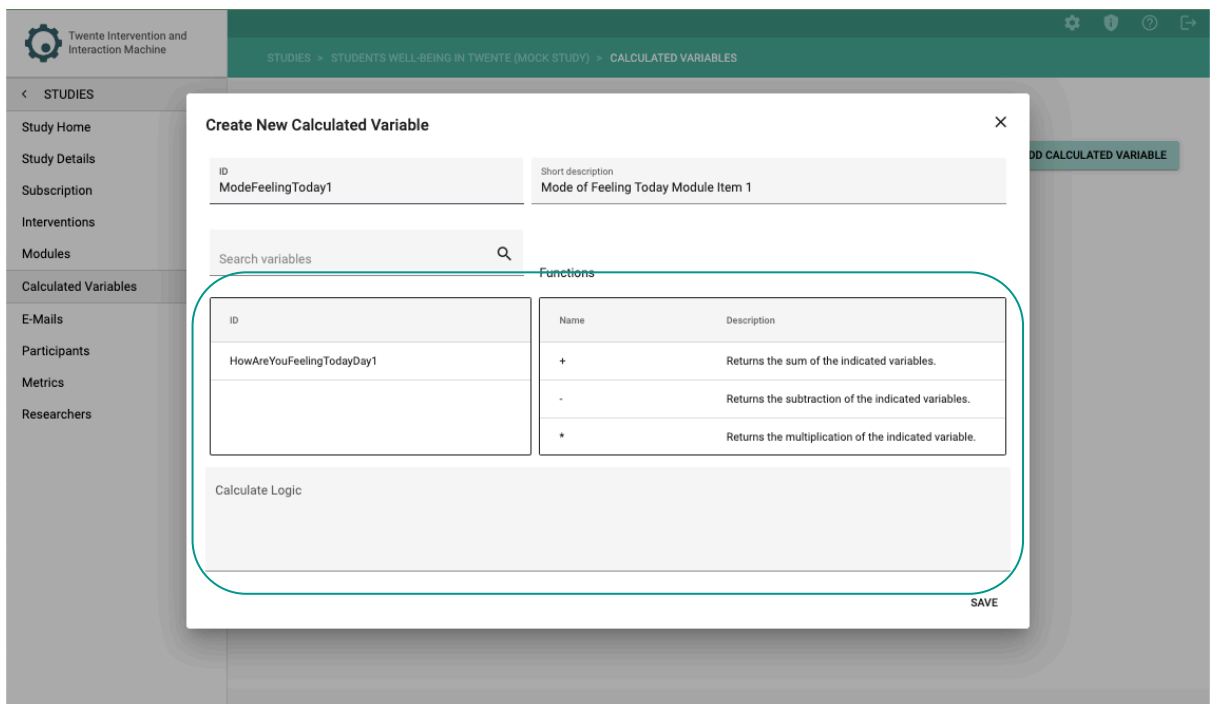 Twente Intervention and
Interaction Machine
STUDIES > STUDENTS WELL-BEING IN TWENTE (MOCK STUDY) > CALCULATED VARIABLES
< STUDIES
Study Home
Study Details
Subscription
Interventions
Modules
Calculated Variables
E-Mails
Participants
Metrics
Researchers
DD CALCULATED VARIABLE
Create New Calculated Variable
ID
ModeFeelingToday1
Short description
Mode of Feeling Today Module Item 1
Search variables
Functions
ID
HowAreYouFeelingTodayDay1
Name Description
+ Returns the sum of the indicated variables.
- Returns the subtraction of the indicated variables.
* Returns the multiplication of the indicated variable.
Calculate Logic
SAVE